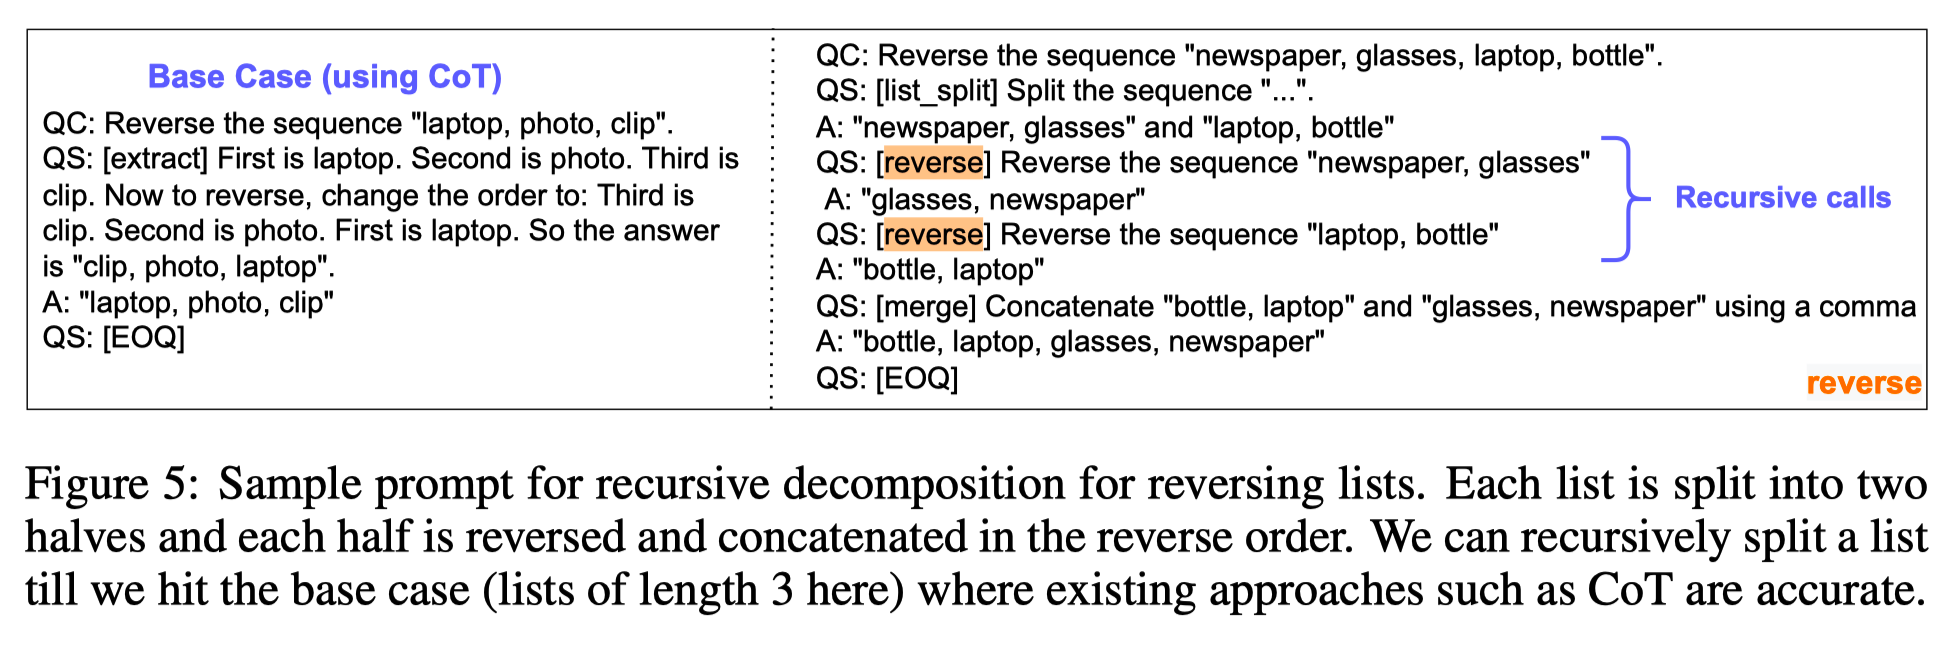 Base Case (using CoT)
QC: Reverse the sequence "laptop, photo, clip".
QS: [extract] First is laptop. Second is photo. Third is
clip. Now to reverse, change the order to: Third is
clip. Second is photo. First is laptop. So the answer
is "clip, photo, laptop".
A: "laptop, photo, clip"
QS: [EOQ]
QC: Reverse the sequence "newspaper, glasses, laptop, bottle".
QS: [list_split] Split the sequence "...".
A: "newspaper, glasses" and "laptop, bottle"
QS: [reverse] Reverse the sequence "newspaper, glasses"
A: "glasses, newspaper"
QS: [reverse] Reverse the sequence "laptop, bottle"
A: "bottle, laptop"
QS: [merge] Concatenate "bottle, laptop" and "glasses, newspaper" using a comma
A: "bottle, laptop, glasses, newspaper"
QS: [EOQ]
Recursive calls
reverse
Figure 5: Sample prompt for recursive decomposition for reversing lists. Each list is split into two
halves and each half is reversed and concatenated in the reverse order. We can recursively split a list
till we hit the base case (lists of length 3 here) where existing approaches such as CoT are accurate.